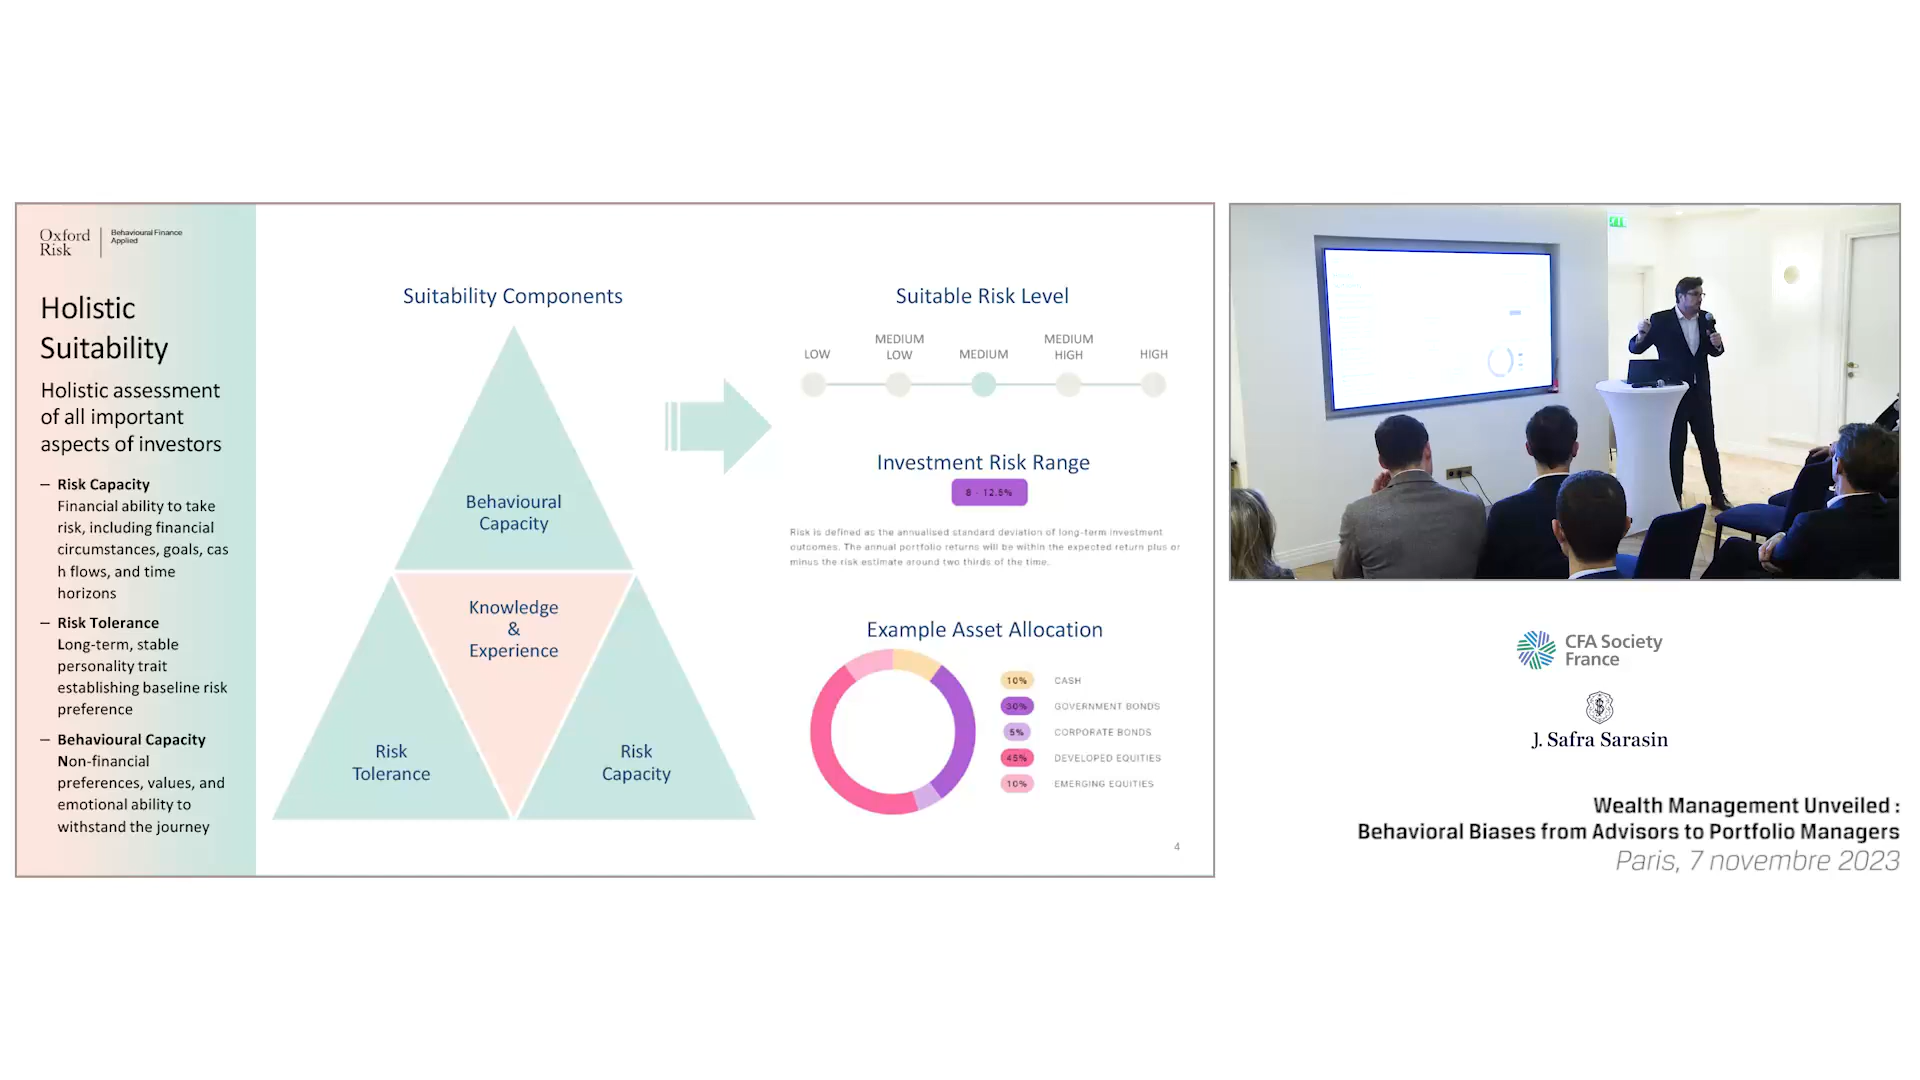 Oxford
Risk
Behavioural Finance
Applied
Holistic
Suitability
Holistic assessment
of all important
aspects of investors
– Risk Capacity
Financial ability to take
risk, including financial
circumstances, goals, cas
h flows, and time
horizons
– Risk Tolerance
Long-term, stable
personality trait
establishing baseline risk
preference
– Behavioural Capacity
Non-financial
preferences, values, and
emotional ability to
withstand the journey
Suitability Components
Behavioural
Capacity
Knowledge
&
Experience
Risk
Tolerance
Risk
Capacity
Suitable Risk Level
LOW
MEDIUM
LOW
MEDIUM
MEDIUM
HIGH
HIGH
Investment Risk Range
8 - 12.5%
Risk is defined as the annualised standard deviation of long-term investment
outcomes. The annual portfolio returns will be within the expected return plus or
minus the risk estimate around two thirds of the time.
Example Asset Allocation
10% CASH
30% GOVERNMENT BONDS
5% CORPORATE BONDS
45% DEVELOPED EQUITIES
10% EMERGING EQUITIES
4
CFA Society
France
J. Safra Sarasin
Wealth Management Unveiled :
Behavioral Biases from Advisors to Portfolio Managers
Paris, 7 novembre 2023